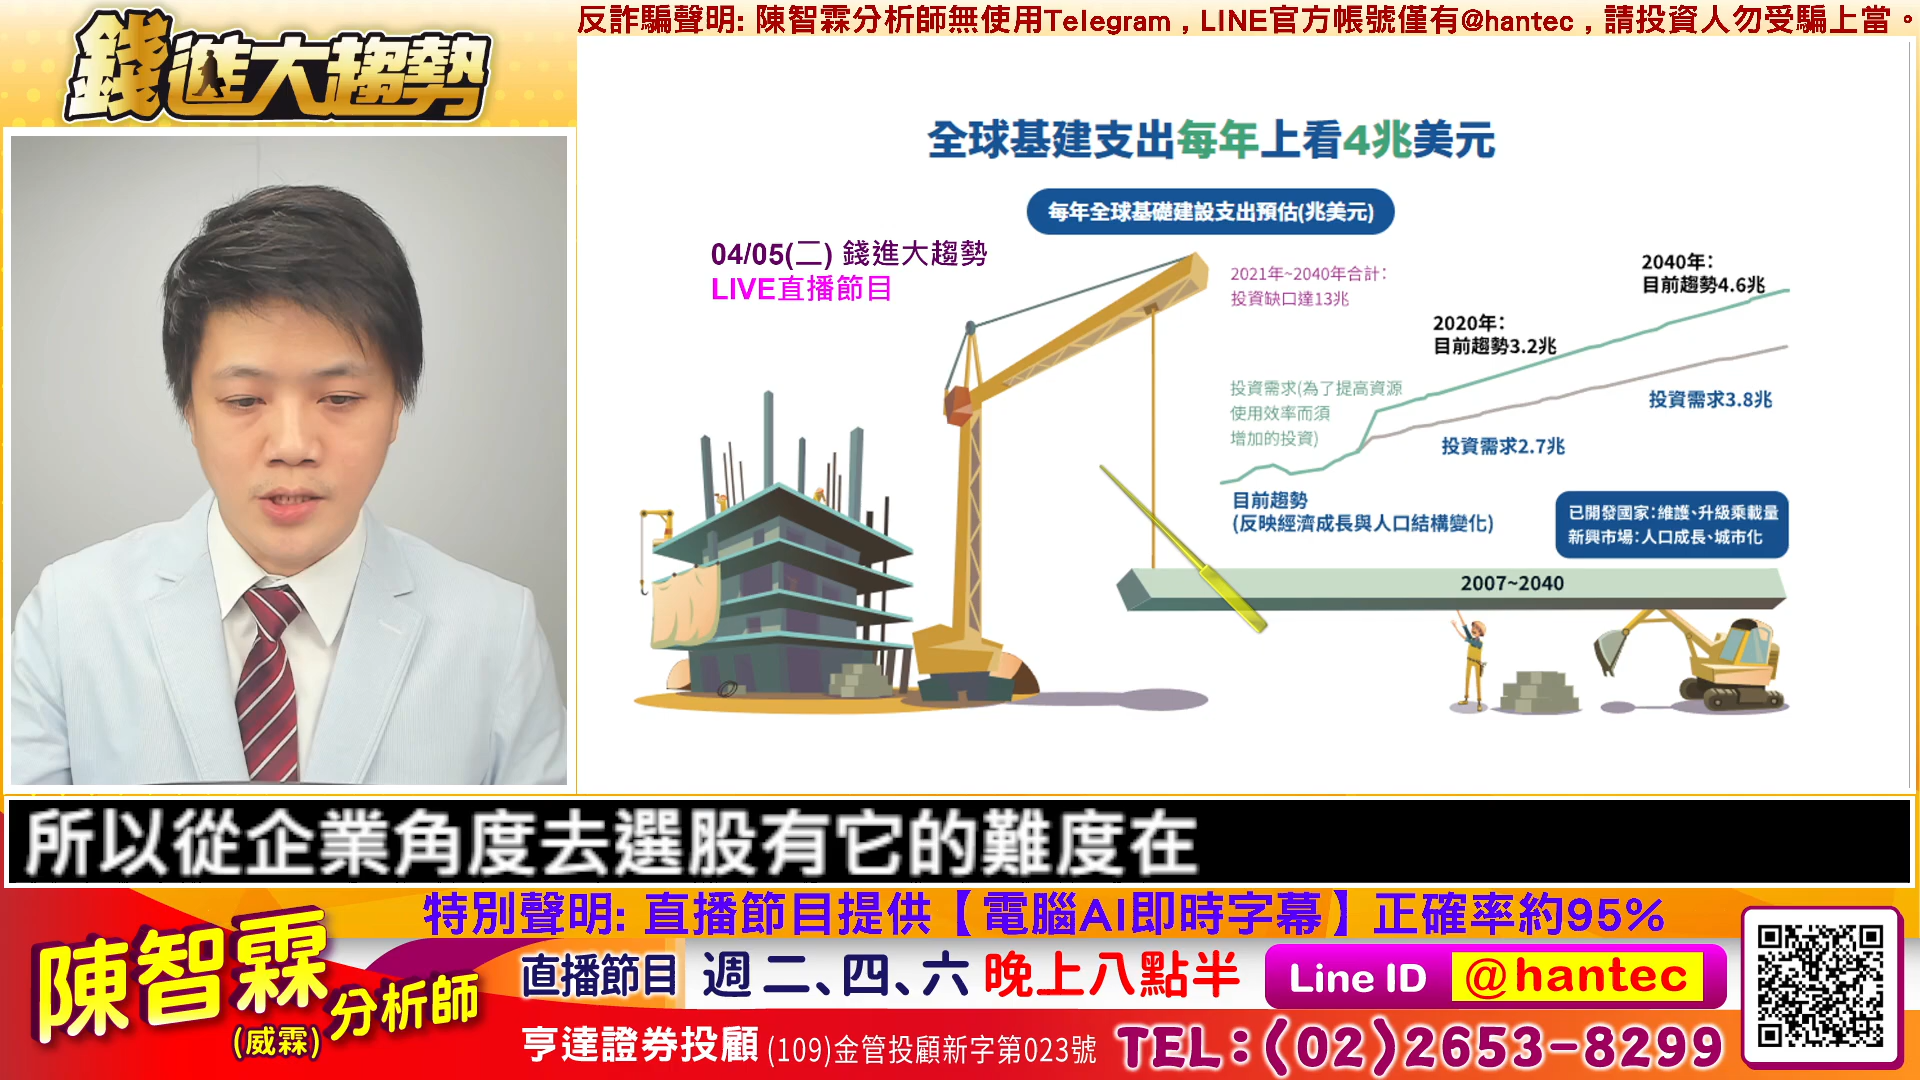 反詐騙聲明: 陳智霖分析師無使用Telegram , LINE官方帳號僅有@hantec , 請投資人勿受騙上當。
錢進大趨勢
全球基建支出每年上看4兆美元
每年全球基礎建設支出預估(兆美元)
04/05(二) 錢進大趨勢
LIVE直播節目
2021年~2040年合計：
投資缺口達13兆
2040年：
目前趨勢4.6兆
2020年：
目前趨勢3.2兆
投資需求(為了提高資源
使用效率而須
增加的投資)
投資需求3.8兆
投資需求2.7兆
目前趨勢
(反映經濟成長與人口結構變化)
已開發國家：維護、升級乘載量
新興市場：人口成長、城市化
2007~2040
所以從企業角度去選股有它的難度在
特別聲明: 直播節目提供【電腦AI即時字幕】正確率約95%
陳智霖分析師
(威霖)
直播節目 週二、四、六 晚上八點半
Line ID @hantec
亨達證券投顧 (109)金管投顧新字第023號 TEL：(02)2653-8299